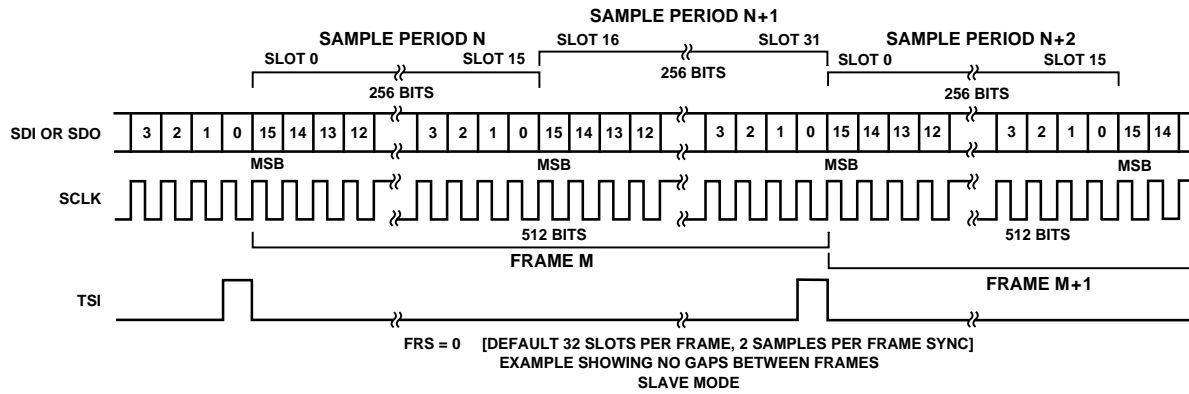 SAMPLE PERIOD N+1
SAMPLE PERIOD N
SLOT 16 SLOT 31
SAMPLE PERIOD N+2
SLOT 0 SLOT 15
SLOT 0 SLOT 15
256 BITS
256 BITS
256 BITS
SDI OR SDO 3 2 1 0 15 14 13 12 3 2 1 0 15 14 13 12 3 2 1 0 15 14 13 12 3 2 1 0 15 14
MSB MSB MSB MSB
SCLK
512 BITS 512 BITS
FRAME M
FRAME M+1
TSI
FRS = 0 [DEFAULT 32 SLOTS PER FRAME, 2 SAMPLES PER FRAME SYNC]
EXAMPLE SHOWING NO GAPS BETWEEN FRAMES
SLAVE MODE